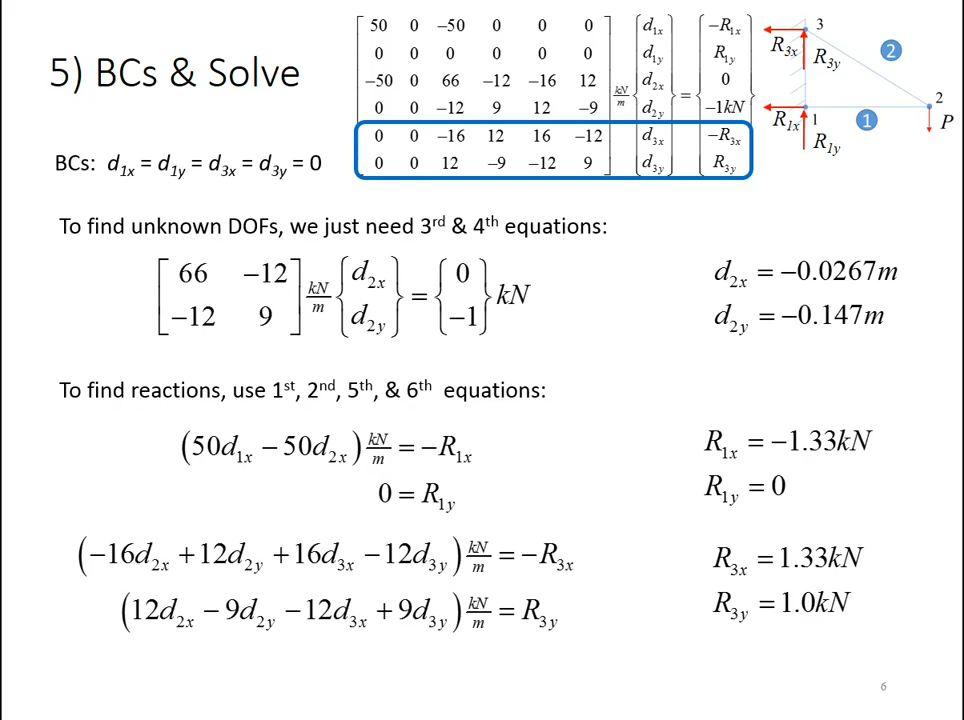 5) BCs & Solve
50 0 −50 0 0 0
0 0 0 0 0 0
−50 0 66 −12 −16 12
0 0 −12 9 12 −9
0 0 −16 12 16 −12
0 0 12 −9 −12 9
kN/m
d1x
d1y
d2x
d2y
d3x
d3y
=
−R1x
R1y
0
−1kN
−R3x
R3y
3
R3x
R3y
2
2
R1x
1
1
P
R1y
BCs: d1x = d1y = d3x = d3y = 0
To find unknown DOFs, we just need 3rd & 4th equations:
[66 −12; −12 9] kN/m {d2x; d2y} = {0; −1} kN
d2x = −0.0267m
d2y = −0.147m
To find reactions, use 1st, 2nd, 5th, & 6th equations:
(50d1x − 50d2x) kN/m = −R1x
R1x = −1.33kN
0 = R1y
R1y = 0
(−16d2x + 12d2y + 16d3x − 12d3y) kN/m = −R3x
R3x = 1.33kN
(12d2x − 9d2y − 12d3x + 9d3y) kN/m = R3y
R3y = 1.0kN
6